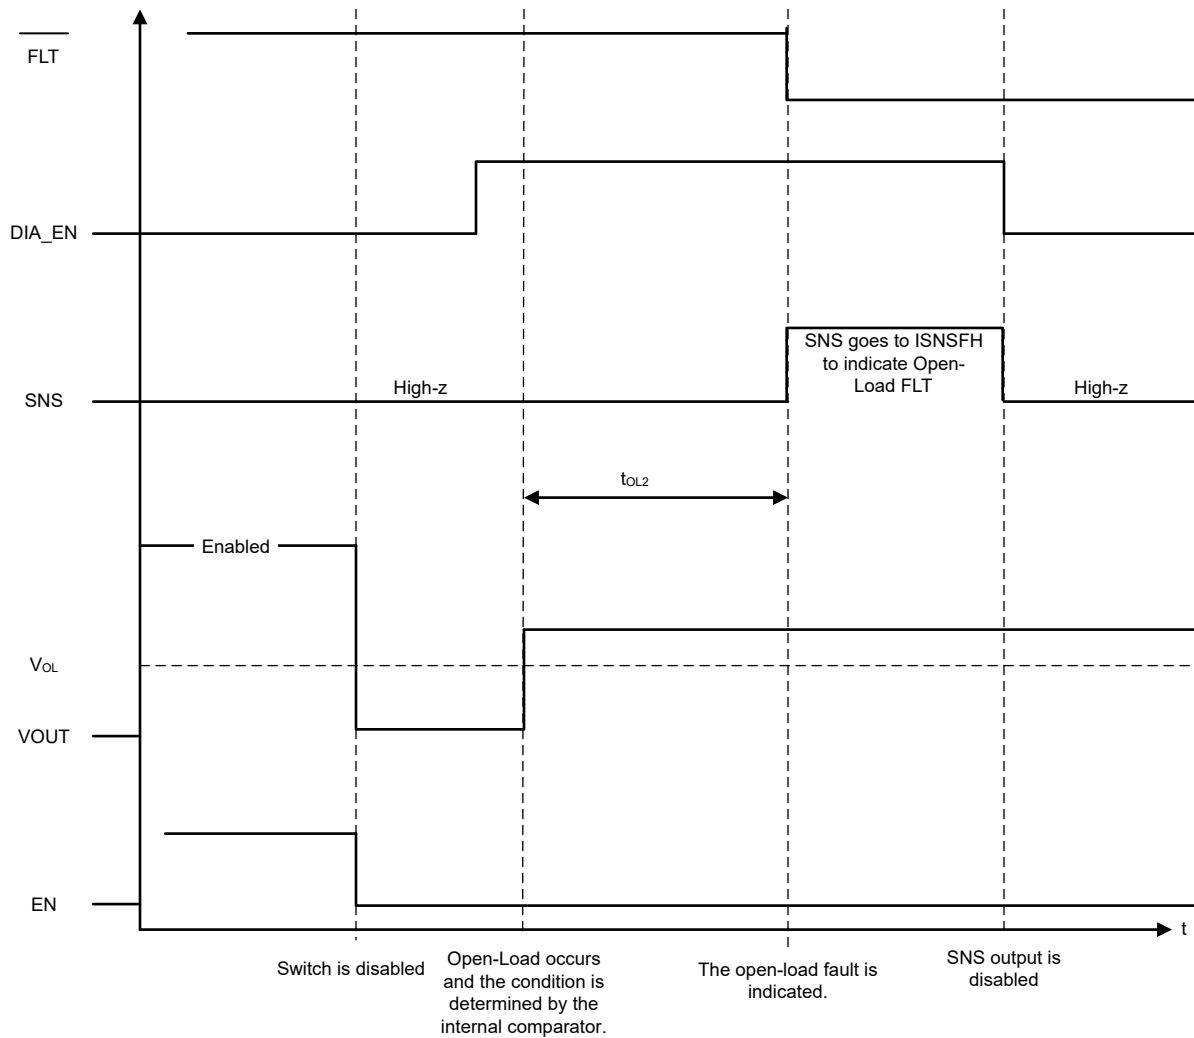 FLT
DIA_EN
SNS goes to ISNSFH
to indicate Open-
Load FLT
SNS
High-z
High-z
tOL2
Enabled
VOL
VOUT
EN
t
Switch is disabled
Open-Load occurs
and the condition is
determined by the
internal comparator.
The open-load fault is
indicated.
SNS output is
disabled